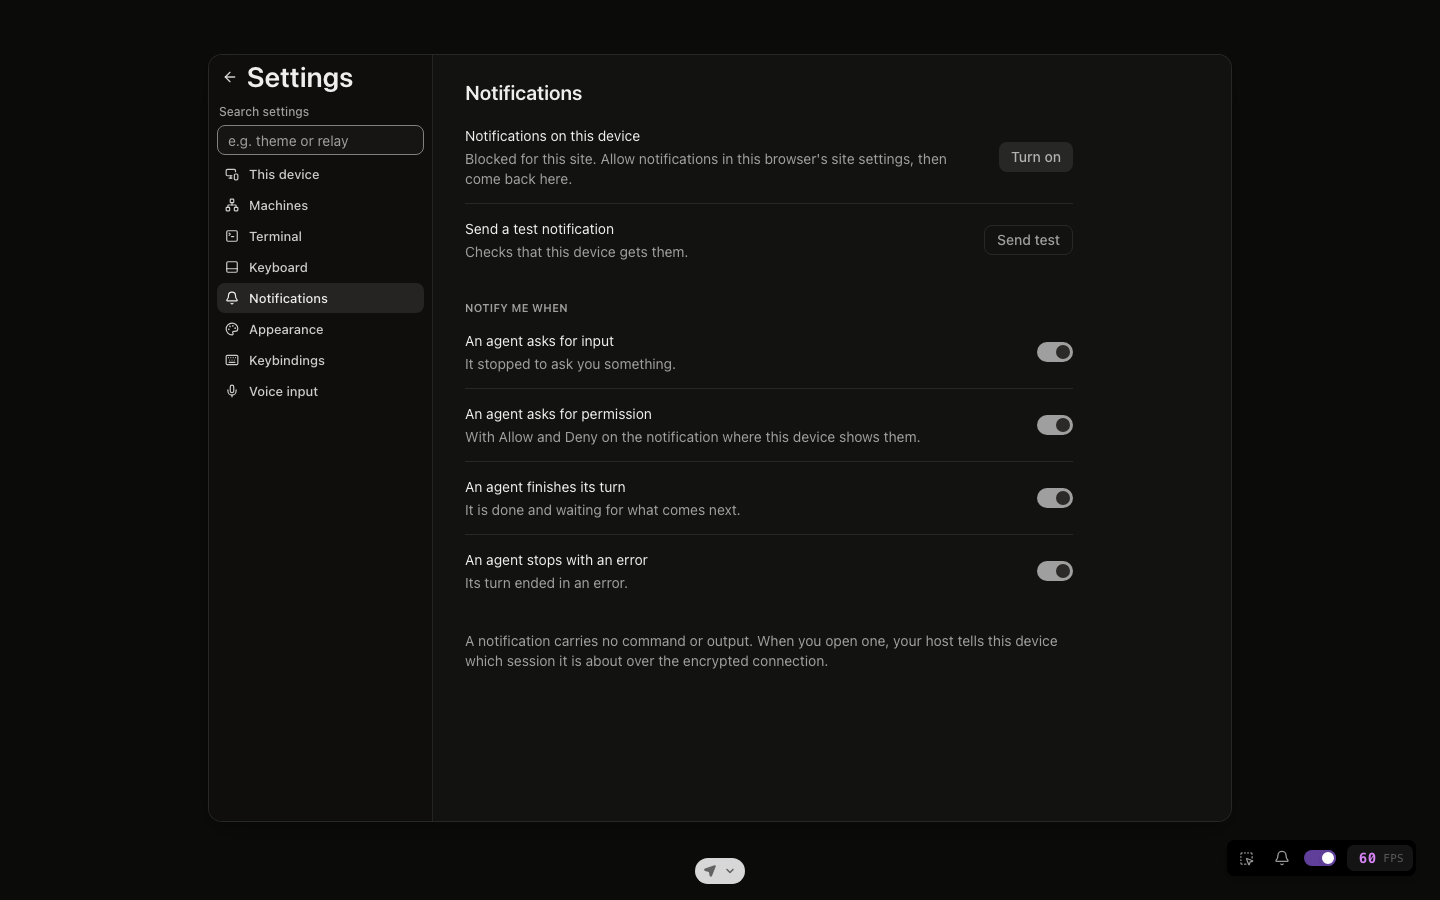 Settings
Search settings
e.g. theme or relay
This device
Machines
Terminal
Keyboard
Notifications
Appearance
Keybindings
Voice input
Notifications
Notifications on this device
Blocked for this site. Allow notifications in this browser's site settings, then
come back here.
Turn on
Send a test notification
Checks that this device gets them.
Send test
NOTIFY ME WHEN
An agent asks for input
It stopped to ask you something.
An agent asks for permission
With Allow and Deny on the notification where this device shows them.
An agent finishes its turn
It is done and waiting for what comes next.
An agent stops with an error
Its turn ended in an error.
A notification carries no command or output. When you open one, your host tells this device
which session it is about over the encrypted connection.
60 FPS